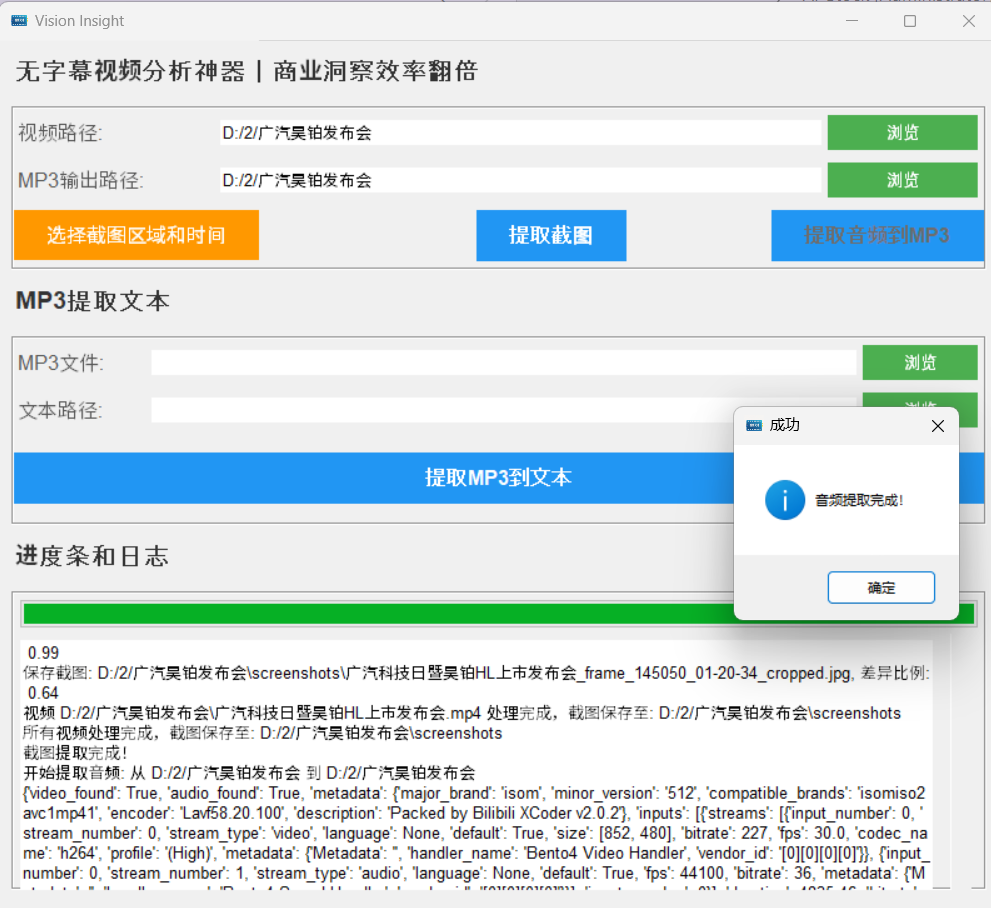 Vision Insight
无字幕视频分析神器 | 商业洞察效率翻倍
视频路径: D:/2/广汽昊铂发布会 浏览
MP3输出路径: D:/2/广汽昊铂发布会 浏览
选择截图区域和时间 提取截图 提取音频到MP3
MP3提取文本
MP3文件: 浏览
文本路径:
成功
提取MP3到文本
音频提取完成!
进度条和日志
确定
0.99
保存截图: D:/2/广汽昊铂发布会\screenshots\广汽科技日暨昊铂HL上市发布会_frame_145050_01-20-34_cropped.jpg, 差异比例:
0.64
视频 D:/2/广汽昊铂发布会\广汽科技日暨昊铂HL上市发布会.mp4 处理完成，截图保存至: D:/2/广汽昊铂发布会\screenshots
所有视频处理完成，截图保存至: D:/2/广汽昊铂发布会\screenshots
截图提取完成!
开始提取音频: 从 D:/2/广汽昊铂发布会 到 D:/2/广汽昊铂发布会
{'video_found': True, 'audio_found': True, 'metadata': {'major_brand': 'isom', 'minor_version': '512', 'compatible_brands': 'isomiso2
avc1mp41', 'encoder': 'Lavf58.20.100', 'description': 'Packed by Bilibili XCoder v2.0.2'}, 'inputs': [{'streams': [{'input_number': 0, '
stream_number': 0, 'stream_type': 'video', 'language': None, 'default': True, 'size': [852, 480], 'bitrate': 227, 'fps': 30.0, 'codec_na
me': 'h264', 'profile': '(High)', 'metadata': {'Metadata': '', 'handler_name': 'Bento4 Video Handler', 'vendor_id': '[0][0][0][0]'}}, {'input_
number': 0, 'stream_number': 1, 'stream_type': 'audio', 'language': None, 'default': True, 'fps': 44100, 'bitrate': 36, 'metadata': {'M